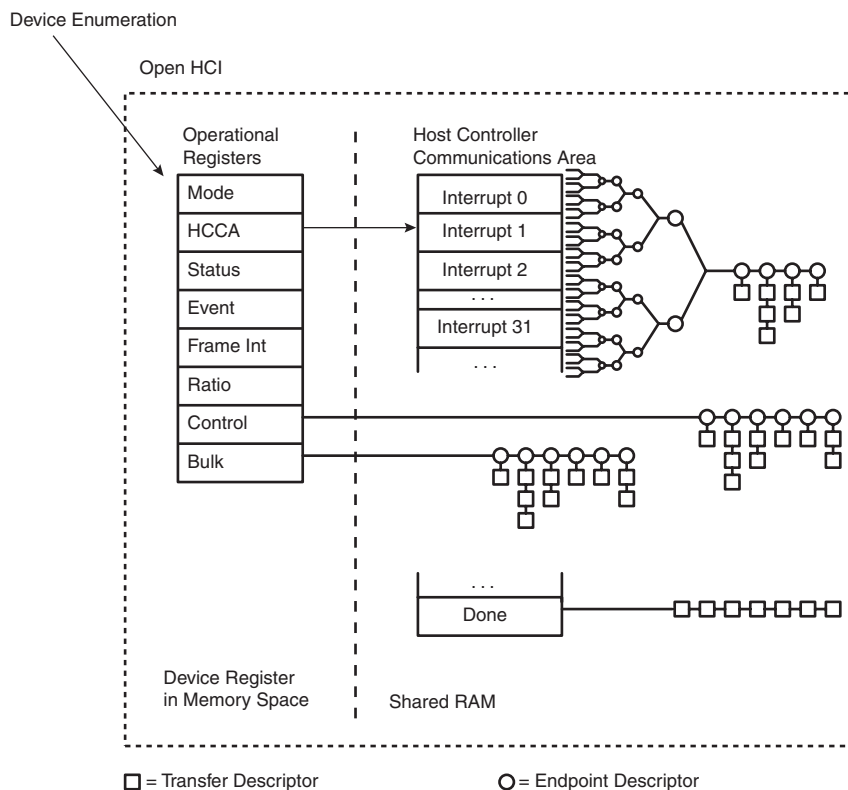 Device Enumeration
Open HCI
Operational
Registers
Mode
HCCA
Status
Event
Frame Int
Ratio
Control
Bulk
Host Controller
Communications Area
Interrupt 0
Interrupt 1
Interrupt 2
. . .
Interrupt 31
. . .
. . .
Done
Device Register
in Memory Space
Shared RAM
= Transfer Descriptor
= Endpoint Descriptor